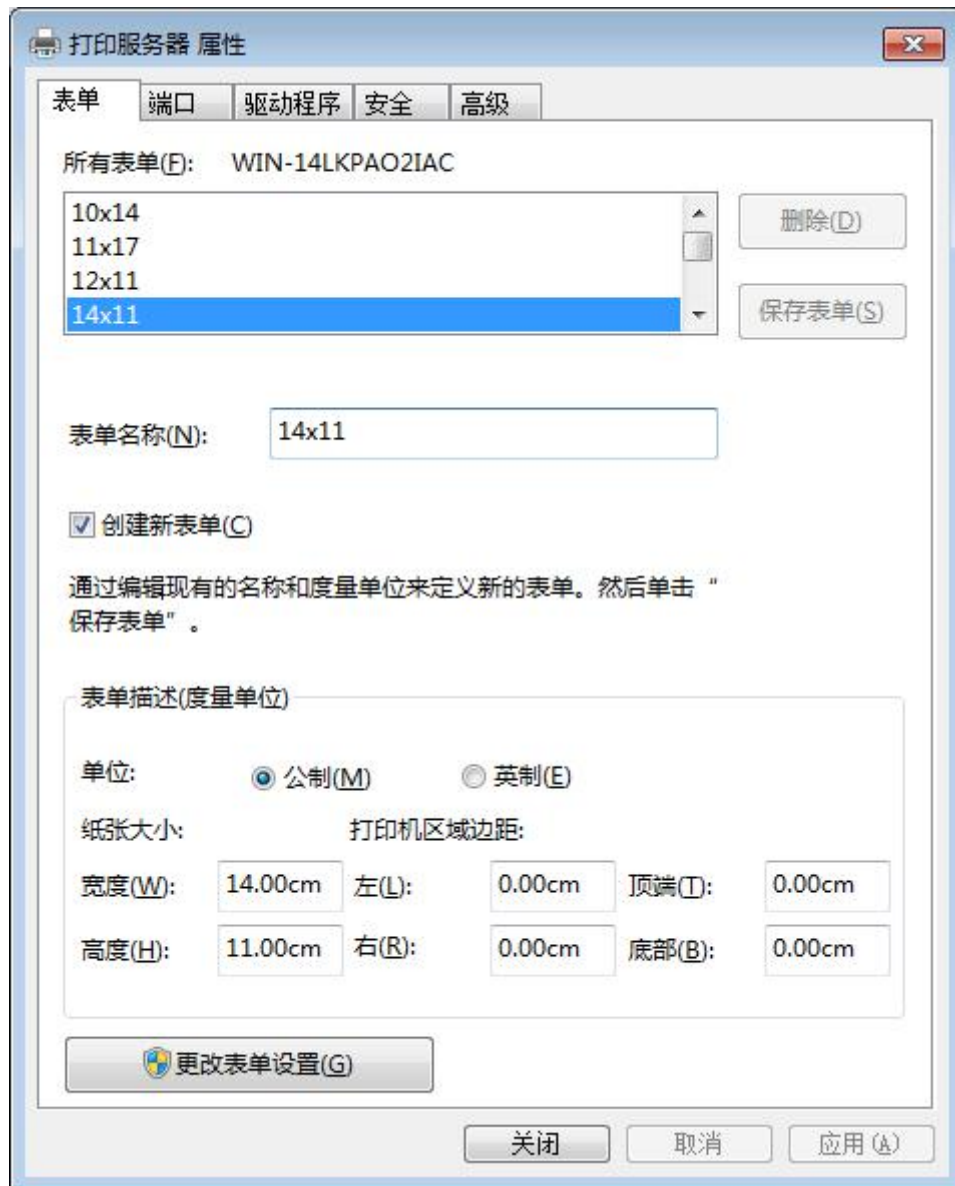 打印服务器 属性
表单 端口 驱动程序 安全 高级
所有表单(F): WIN-14LKPAO2IAC
10x14
11x17
12x11
14x11
删除(D)
保存表单(S)
表单名称(N): 14x11
创建新表单(C)
通过编辑现有的名称和度量单位来定义新的表单。然后单击“
保存表单”。
表单描述(度量单位)
单位: 公制(M) 英制(E)
纸张大小: 打印机区域边距:
宽度(W): 14.00cm 左(L): 0.00cm 顶端(T): 0.00cm
高度(H): 11.00cm 右(R): 0.00cm 底部(B): 0.00cm
更改表单设置(G)
关闭 取消 应用(A)